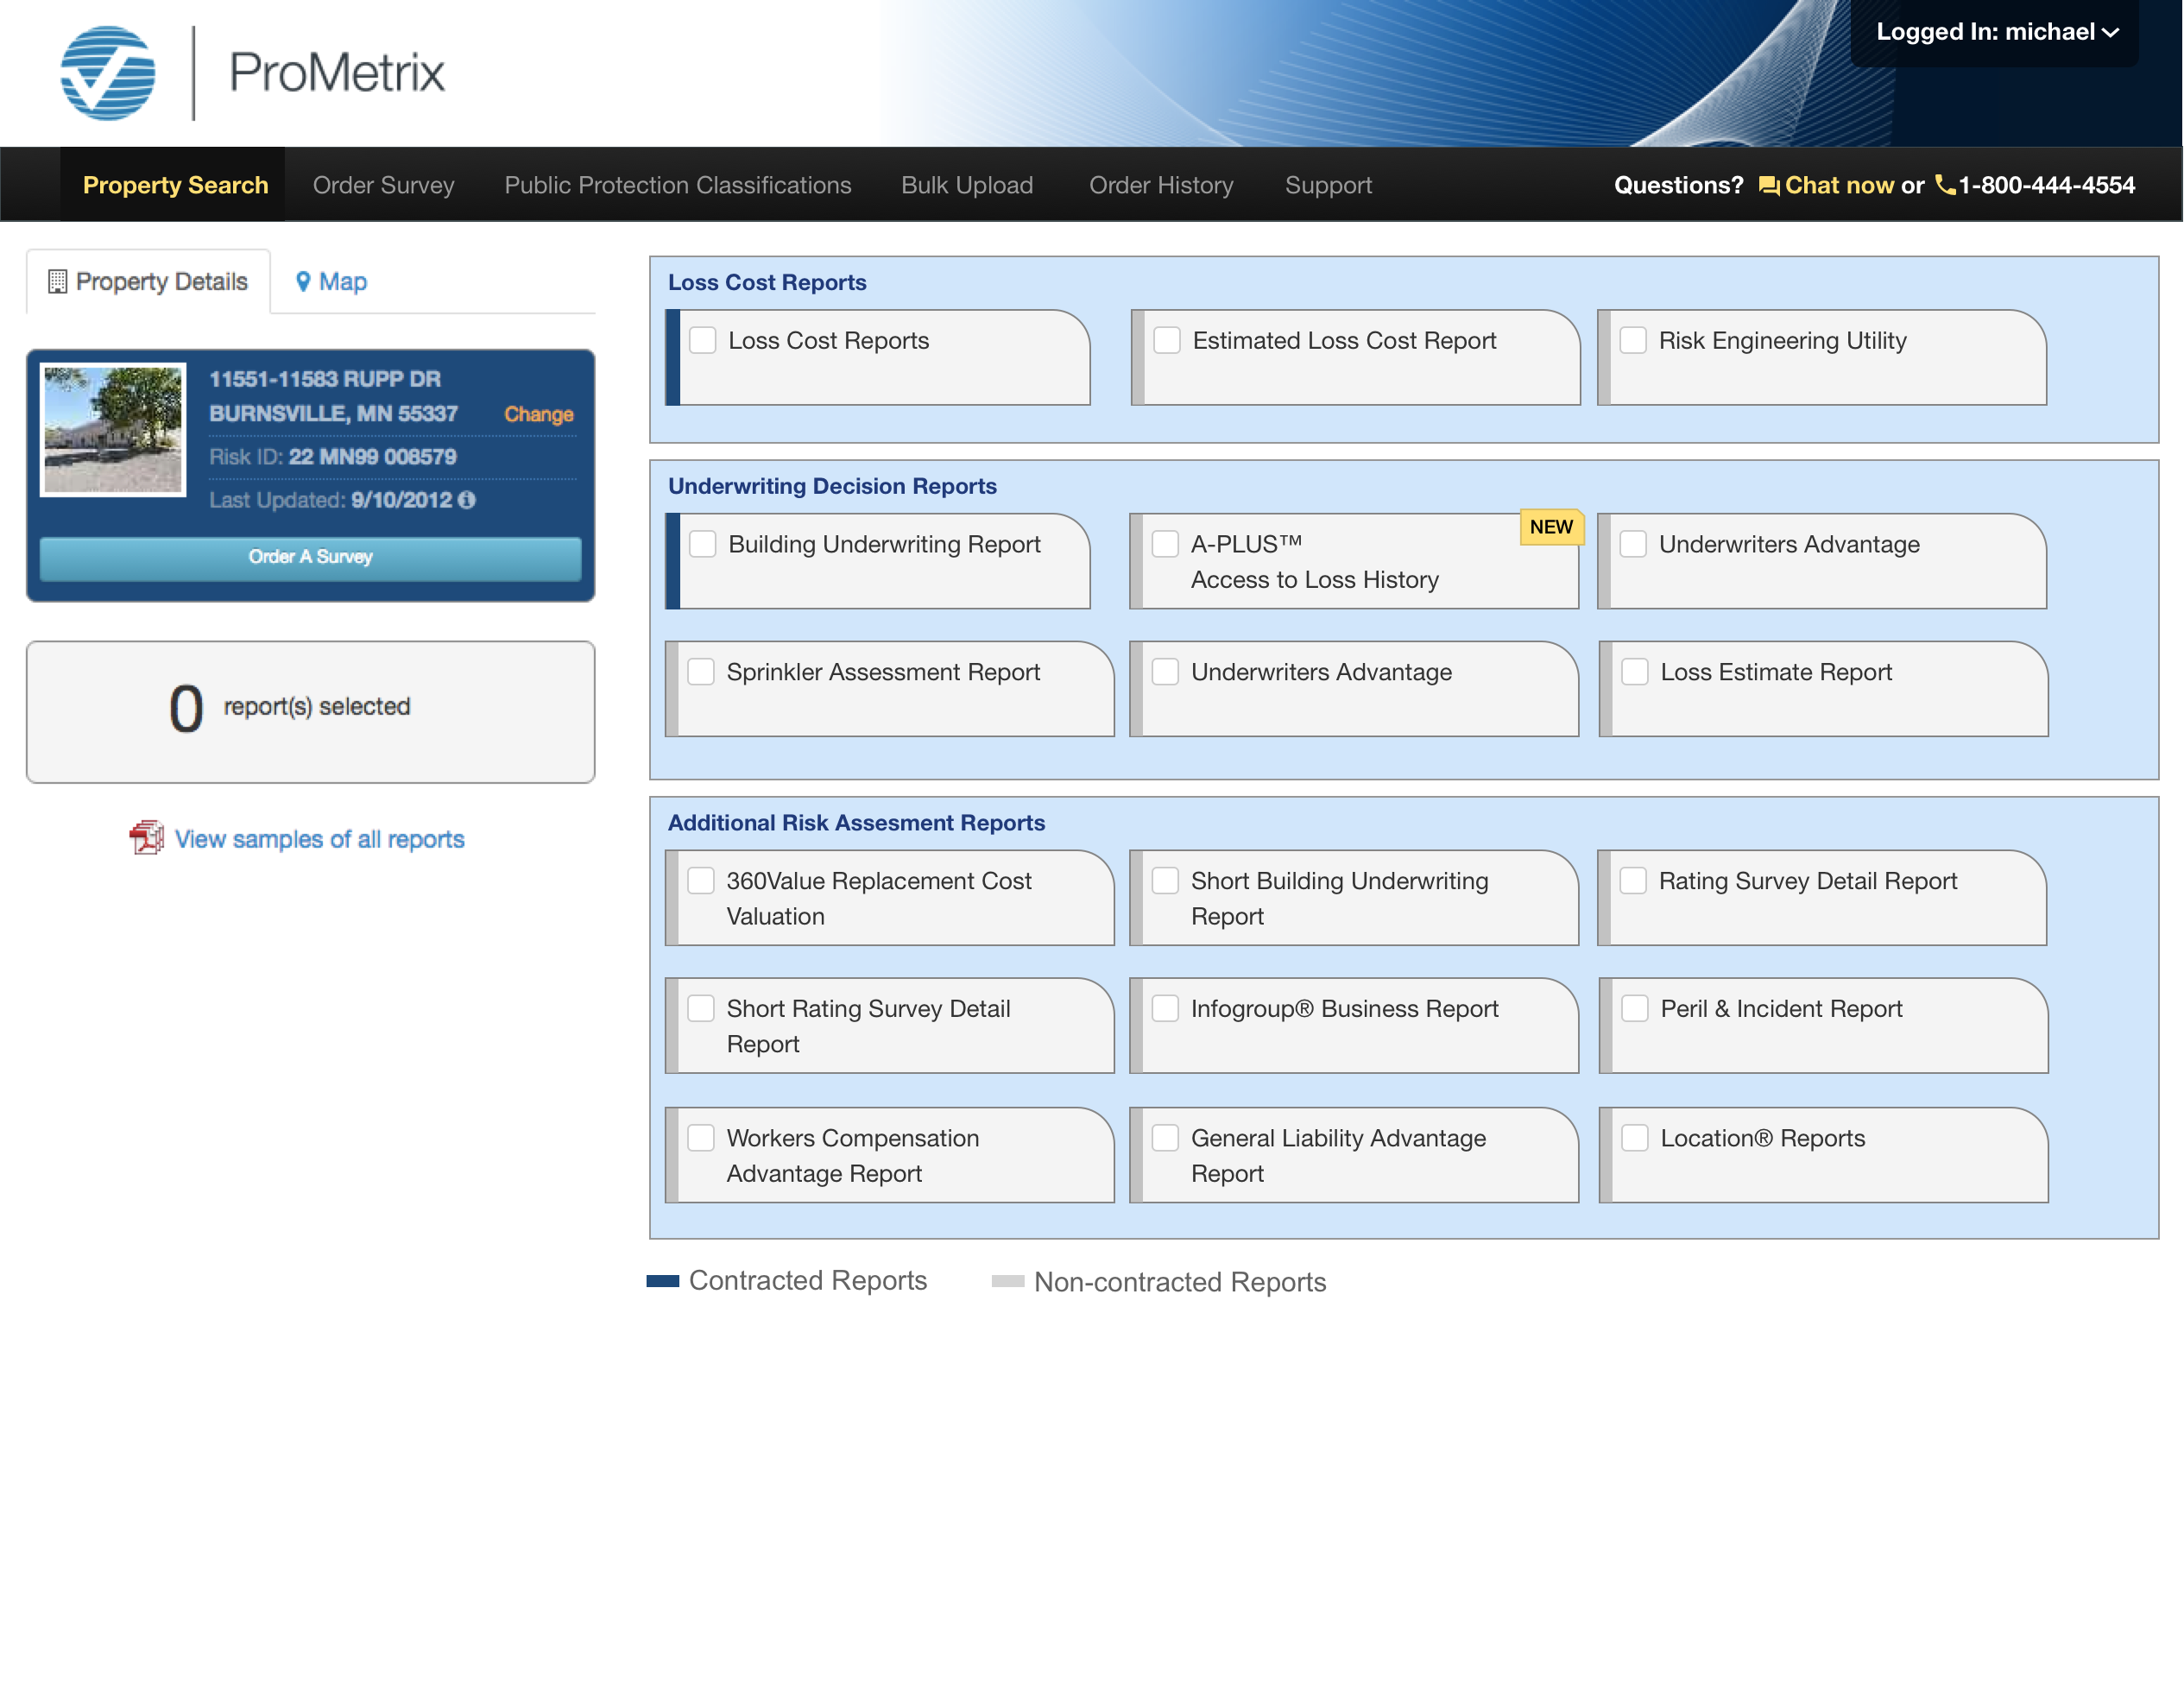 ProMetrix
Logged In: michael
Property Search Order Survey Public Protection Classifications Bulk Upload Order History Support Questions? Chat now or 1-800-444-4554
Property Details Map
11551-11583 RUPP DR
BURNSVILLE, MN 55337 Change
Risk ID: 22 MN99 008579
Last Updated: 9/10/2012
Order A Survey
0 report(s) selected
View samples of all reports
Loss Cost Reports
Loss Cost Reports
Estimated Loss Cost Report
Risk Engineering Utility
Underwriting Decision Reports
Building Underwriting Report
A-PLUS™
Access to Loss History
NEW
Underwriters Advantage
Sprinkler Assessment Report
Underwriters Advantage
Loss Estimate Report
Additional Risk Assesment Reports
360Value Replacement Cost
Valuation
Short Building Underwriting
Report
Rating Survey Detail Report
Short Rating Survey Detail
Report
Infogroup® Business Report
Peril & Incident Report
Workers Compensation
Advantage Report
General Liability Advantage
Report
Location® Reports
Contracted Reports
Non-contracted Reports